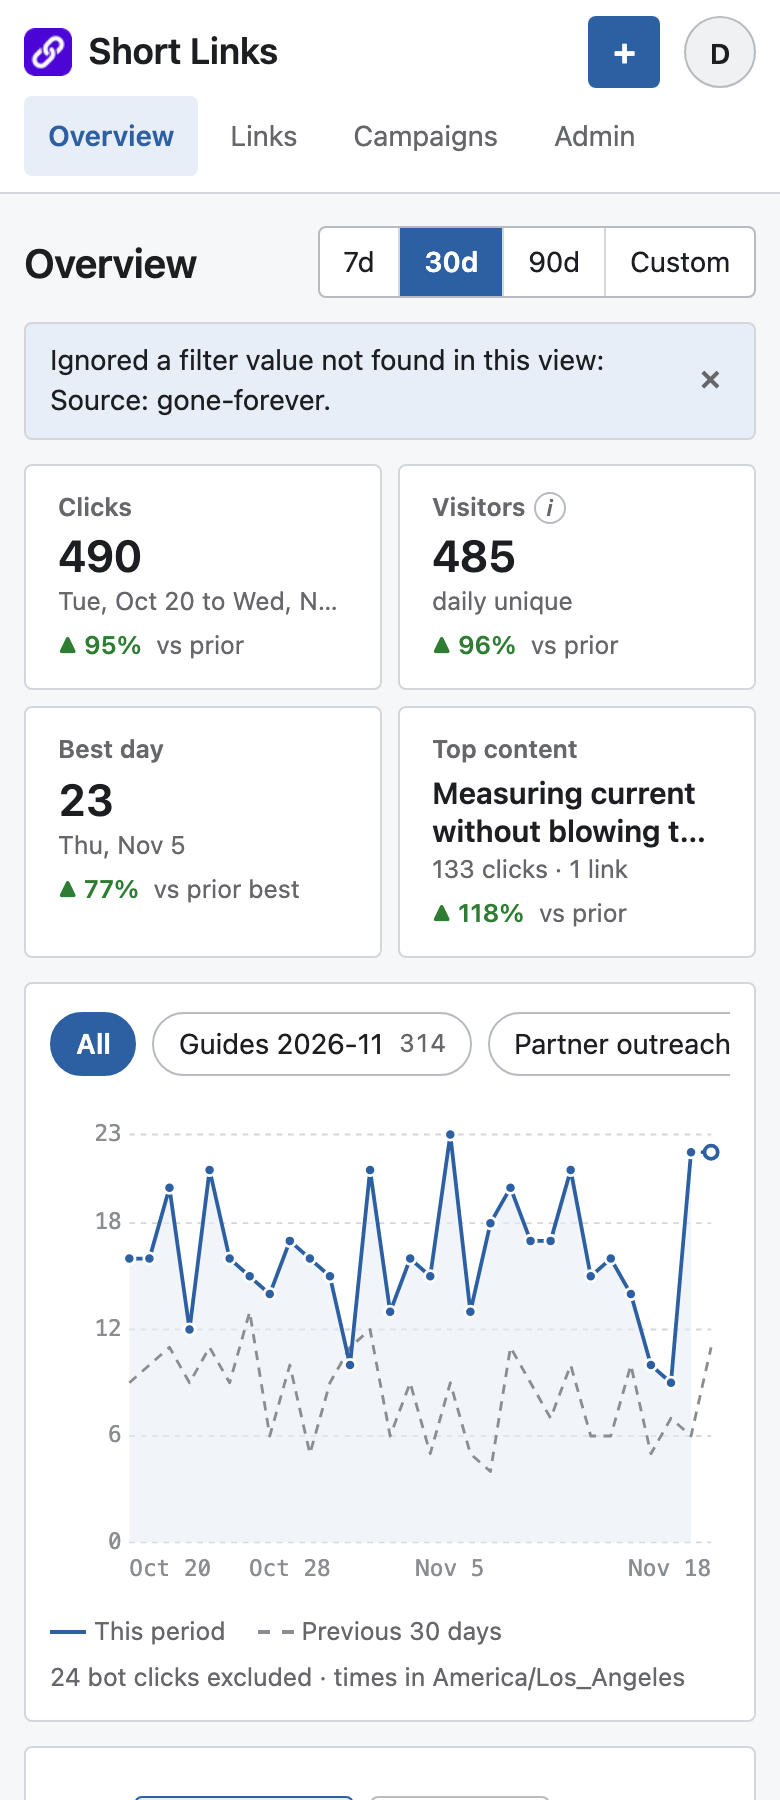 Short Links
+
D
Overview
Links
Campaigns
Admin
Overview
7d
30d
90d
Custom
Ignored a filter value not found in this view:
Source: gone-forever.
×
Clicks
490
Tue, Oct 20 to Wed, N...
▲ 95% vs prior
Visitors i
485
daily unique
▲ 96% vs prior
Best day
23
Thu, Nov 5
▲ 77% vs prior best
Top content
Measuring current
without blowing t...
133 clicks · 1 link
▲ 118% vs prior
All
Guides 2026-11 314
Partner outreach
23
18
12
6
0
Oct 20
Oct 28
Nov 5
Nov 18
This period
Previous 30 days
24 bot clicks excluded · times in America/Los_Angeles